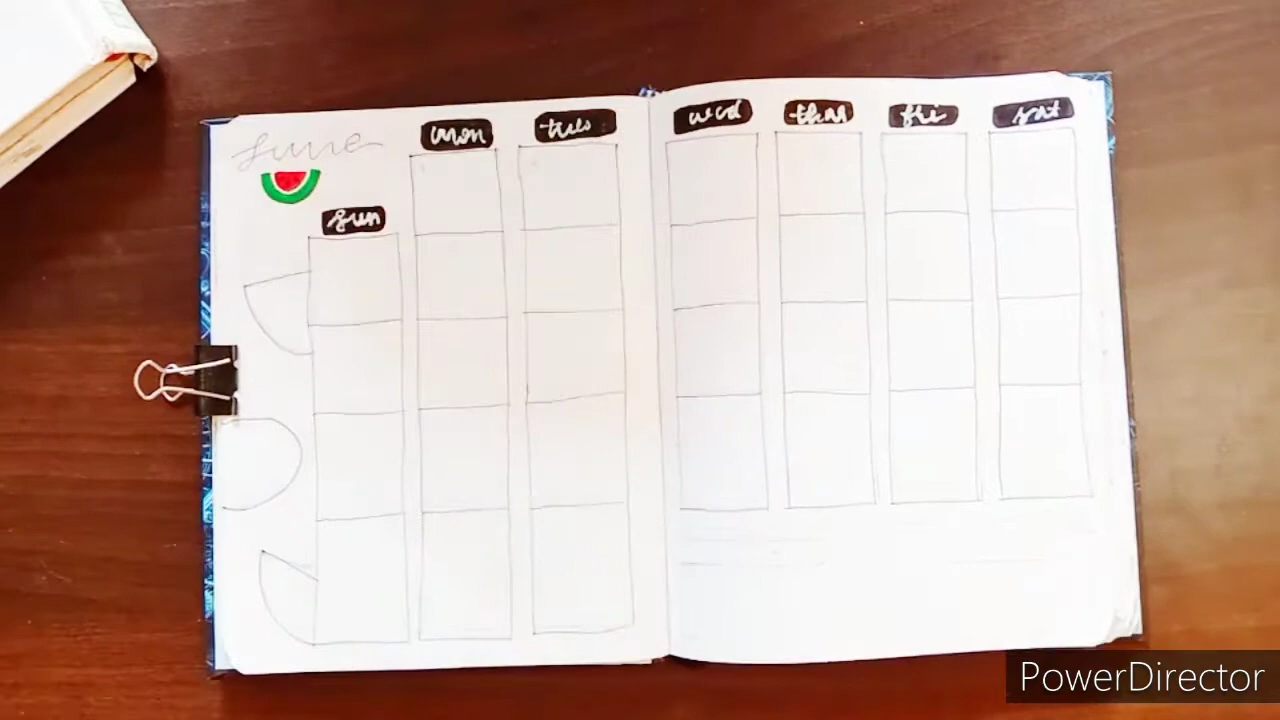 June
mon
tues
wed
thur
fri
sat
sun
PowerDirector